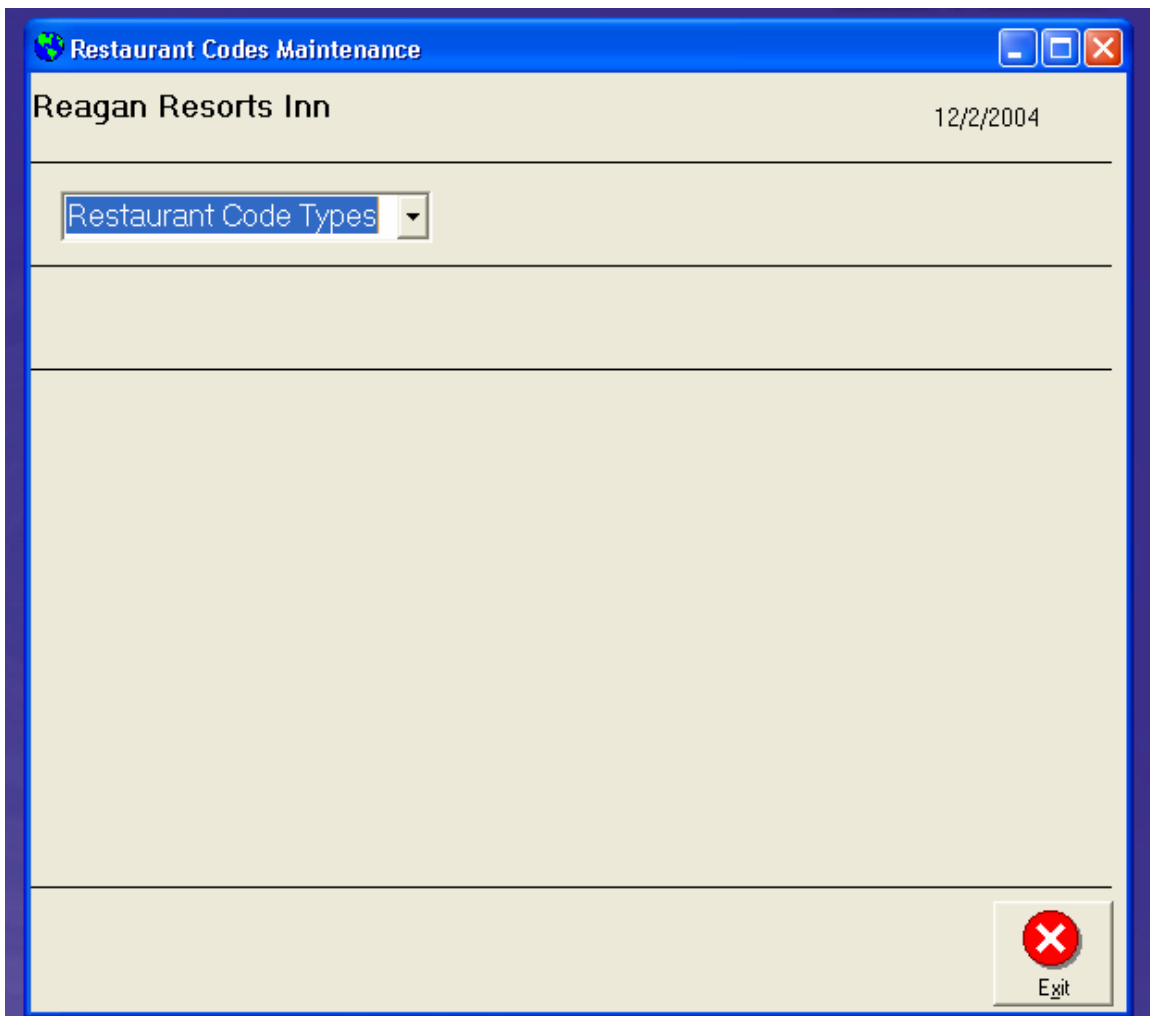 Restaurant Codes Maintenance
Reagan Resorts Inn
12/2/2004
Restaurant Code Types
Exit